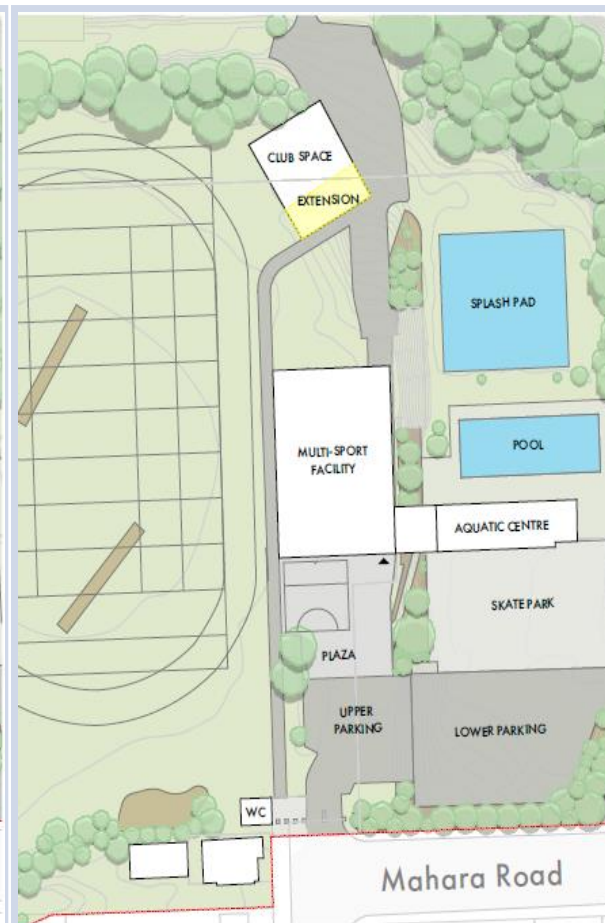 CLUB SPACE
EXTENSION
SPLASH PAD
MULTI-SPORT
FACILITY
POOL
AQUATIC CENTRE
SKATE PARK
PLAZA
UPPER
PARKING
LOWER PARKING
WC
Mahara Road